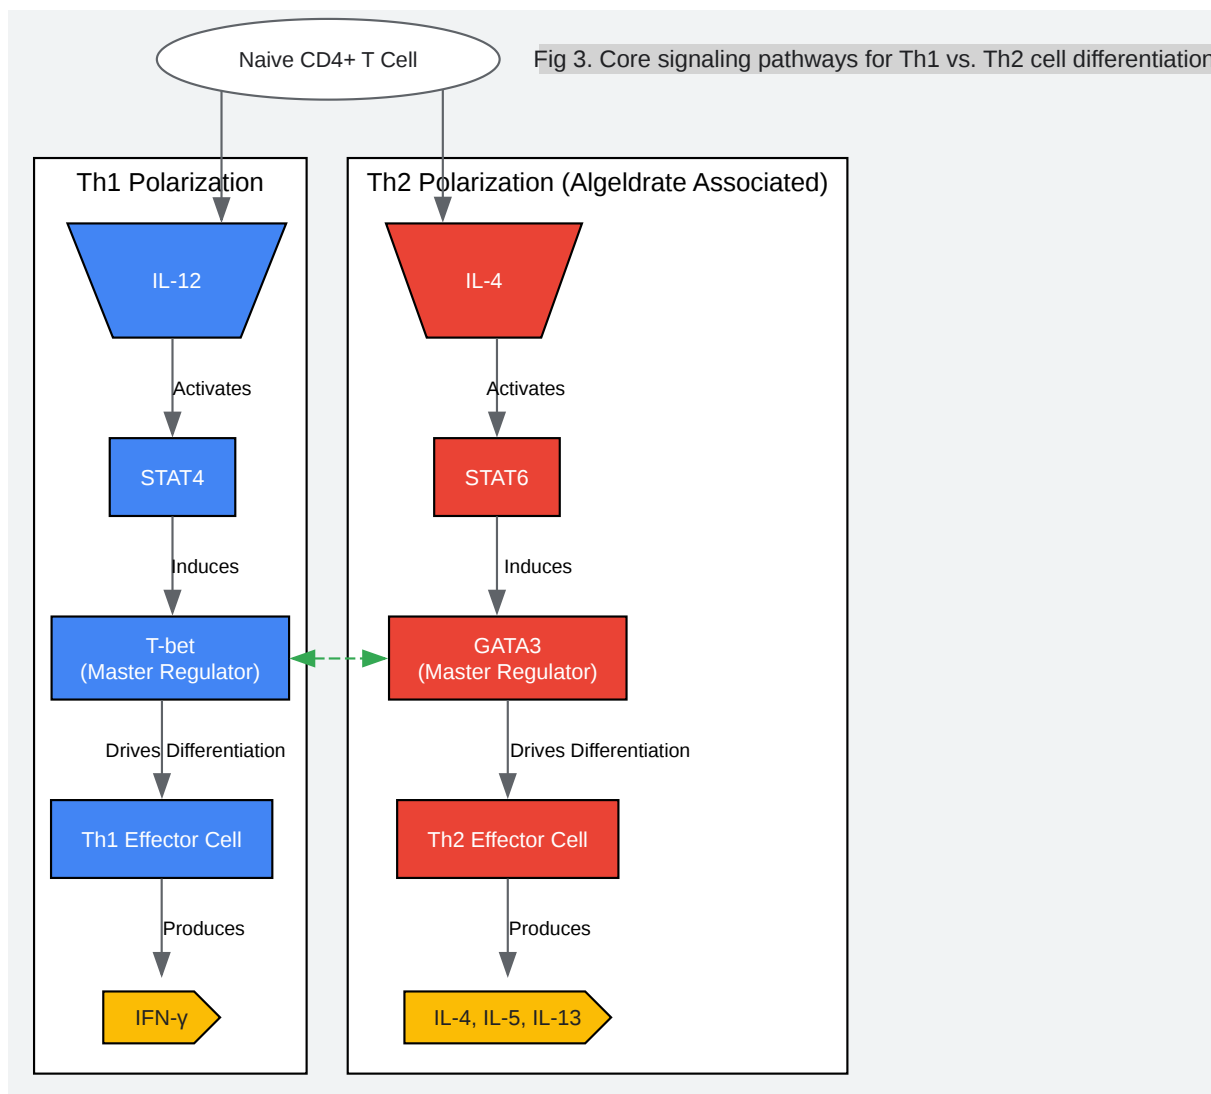 Naive CD4+ T Cell
Fig 3. Core signaling pathways for Th1 vs. Th2 cell differentiation
Th1 Polarization
IL-12
Activates
STAT4
Induces
T-bet
(Master Regulator)
Drives Differentiation
Th1 Effector Cell
Produces
IFN-γ
Th2 Polarization (Algeldrate Associated)
IL-4
Activates
STAT6
Induces
GATA3
(Master Regulator)
Drives Differentiation
Th2 Effector Cell
Produces
IL-4, IL-5, IL-13